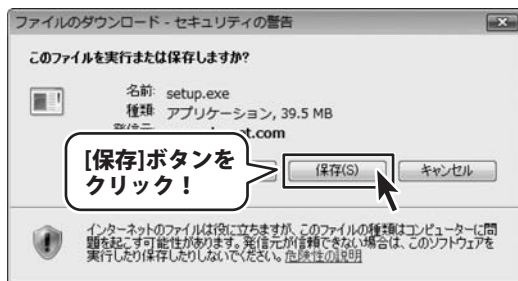 ファイルのダウンロード - セキュリティの警告
このファイルを実行または保存しますか?
名前: setup.exe
種類: アプリケーション, 39.5 MB
発信元: t.com
[保存]ボタンを
クリック！
保存(S)
キャンセル
インターネットのファイルは役に立ちますが、このファイルの種類はコンピューターに問
題を起こす可能性があります。発信元が信頼できない場合は、このソフトウェアを
実行したり保存したりしないでください。危険性の説明